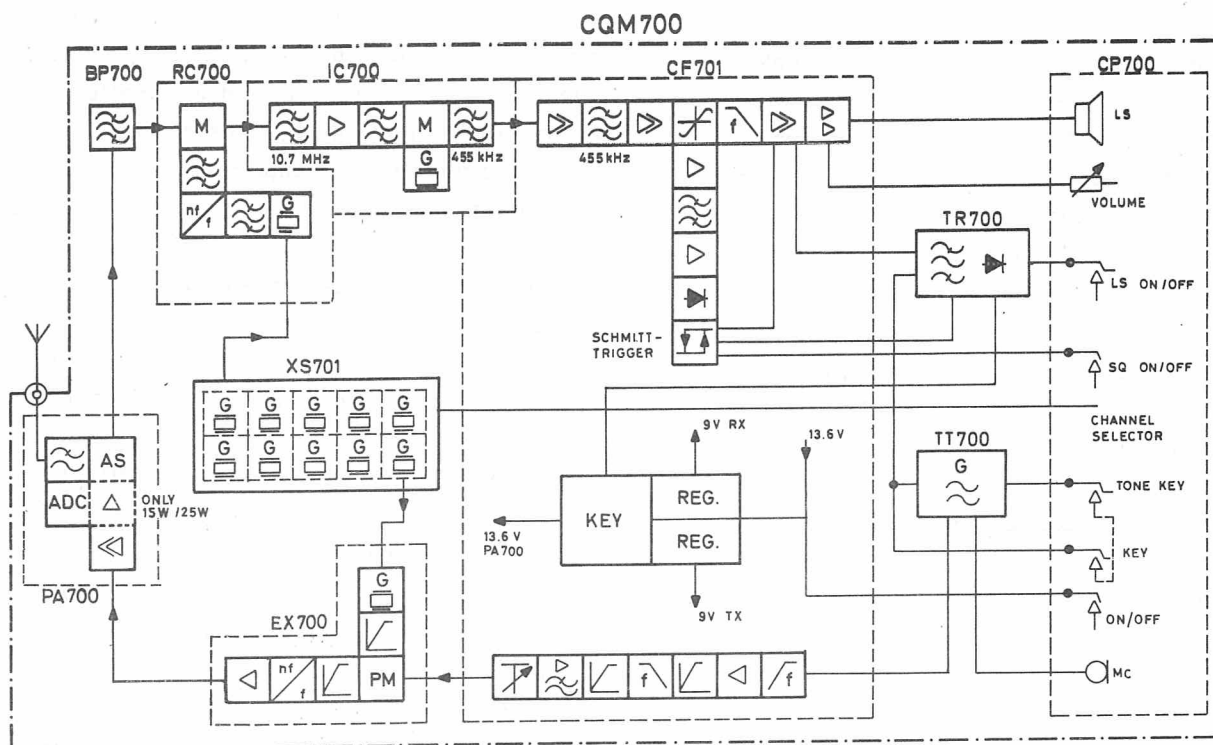 CQM700
BP700
RC700
IC700
CF701
CP700
M
M
10.7 MHz
G
455 kHz
455 kHz
f
LS
VOLUME
nf/f
G
TR700
LS ON/OFF
SCHMITT-
TRIGGER
SQ ON/OFF
XS701
G G G G G
G G G G G
CHANNEL
SELECTOR
9V RX
13.6 V
TT700
G
AS
ADC
ONLY
15W/25W
KEY
REG.
REG.
TONE KEY
13.6 V
PA700
KEY
PA700
G
9V TX
ON/OFF
EX700
nf/f
PM
f
f
Mc